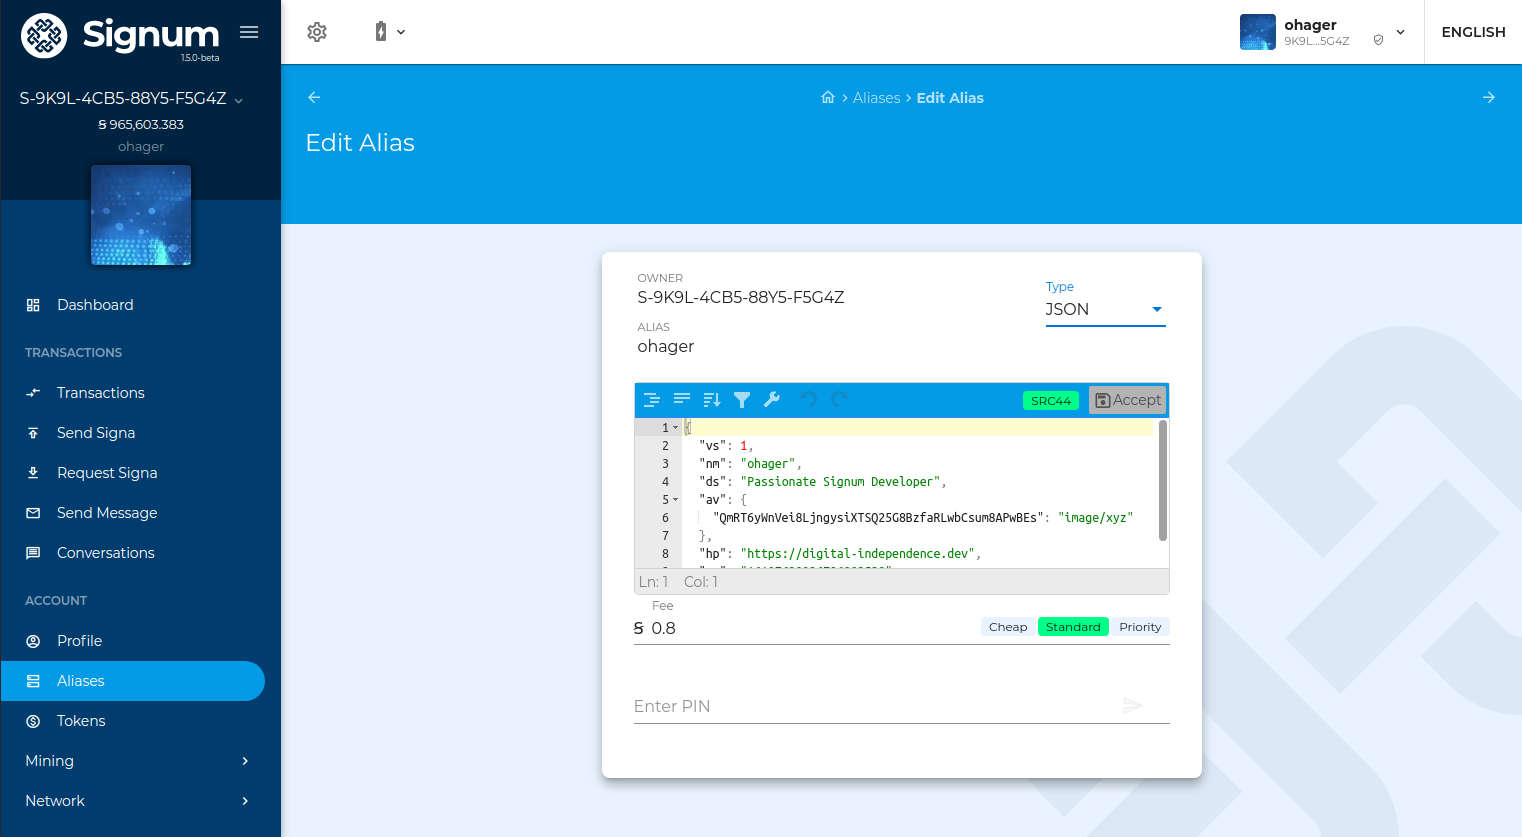 Signum
1.5.0-beta
S-9K9L-4CB5-88Y5-F5G4Z
965,603.383
ohager
Dashboard
TRANSACTIONS
Transactions
Send Signa
Request Signa
Send Message
Conversations
ACCOUNT
Profile
Aliases
Tokens
Mining
Network
ohager
9K9L...5G4Z
ENGLISH
Aliases > Edit Alias
Edit Alias
OWNER
S-9K9L-4CB5-88Y5-F5G4Z
ALIAS
ohager
Type
JSON
SRC44 Accept
1 {
2 "vs": 1,
3 "nm": "ohager",
4 "ds": "Passionate Signum Developer",
5 "av": {
6 "QmRT6yWnVei8LjngysiXTSQ25G8BzfaRLwbCsum8APwBEs": "image/xyz"
7 },
8 "hp": "https://digital-independence.dev",
Ln: 1 Col: 1
Fee
0.8
Cheap Standard Priority
Enter PIN